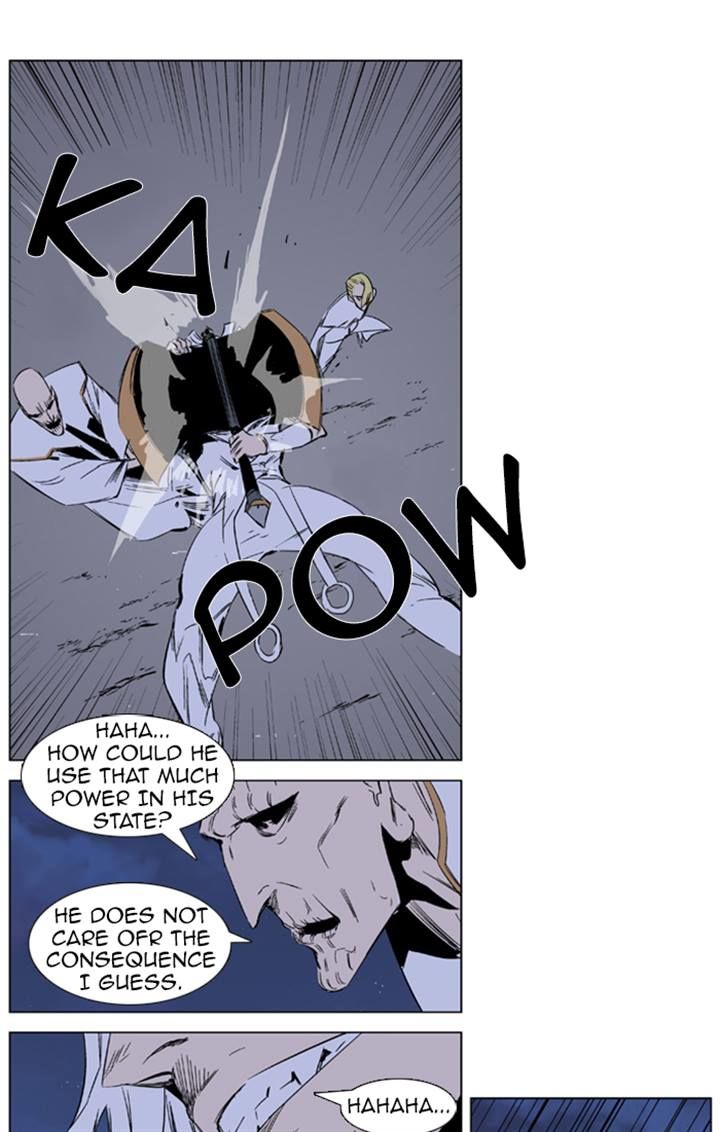 KA
POW
HAHA...
HOW COULD HE
USE THAT MUCH
POWER IN HIS
STATE?
HE DOES NOT
CARE OFR THE
CONSEQUENCE
I GUESS.
HAHAHA...